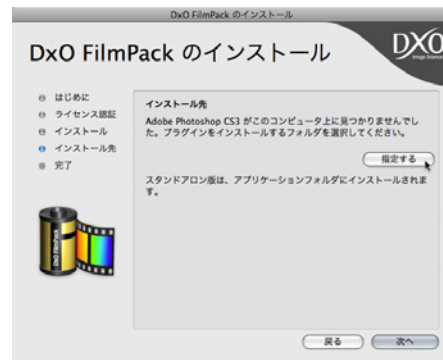 DxO FilmPack のインストール
DxO FilmPack のインストール
DXO
Image Science
はじめに
ライセンス認証
インストール
インストール先
完了
インストール先
Adobe Photoshop CS3 がこのコンピュータ上に見つかりませんでし
た。プラグインをインストールするフォルダを選択してください。
指定する
スタンドアロン版は、アプリケーションフォルダにインストールされま
す。
DxO FilmPack
戻る
次へ